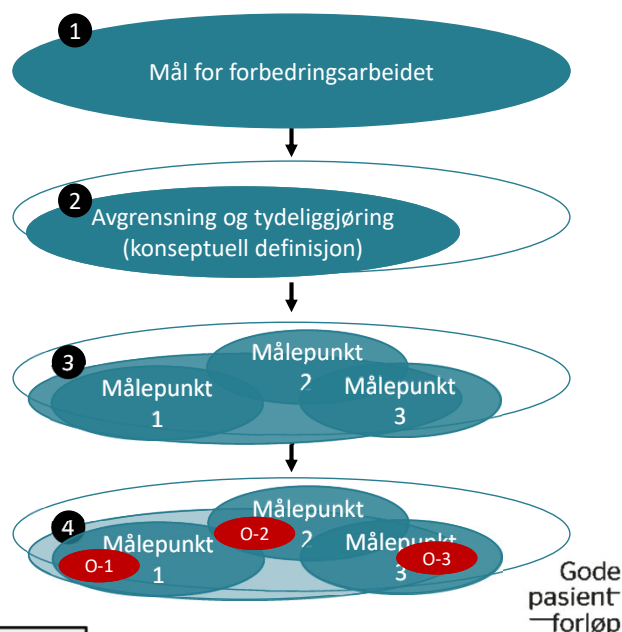 1
Mål for forbedringsarbeidet
2
Avgrensning og tydeliggjøring
(konseptuell definisjon)
3
Målepunkt
2
Målepunkt
1
Målepunkt
3
4
Målepunkt
2
O-2
Målepunkt
1
O-1
Målepunkt
3
O-3
Gode
pasient
forløp